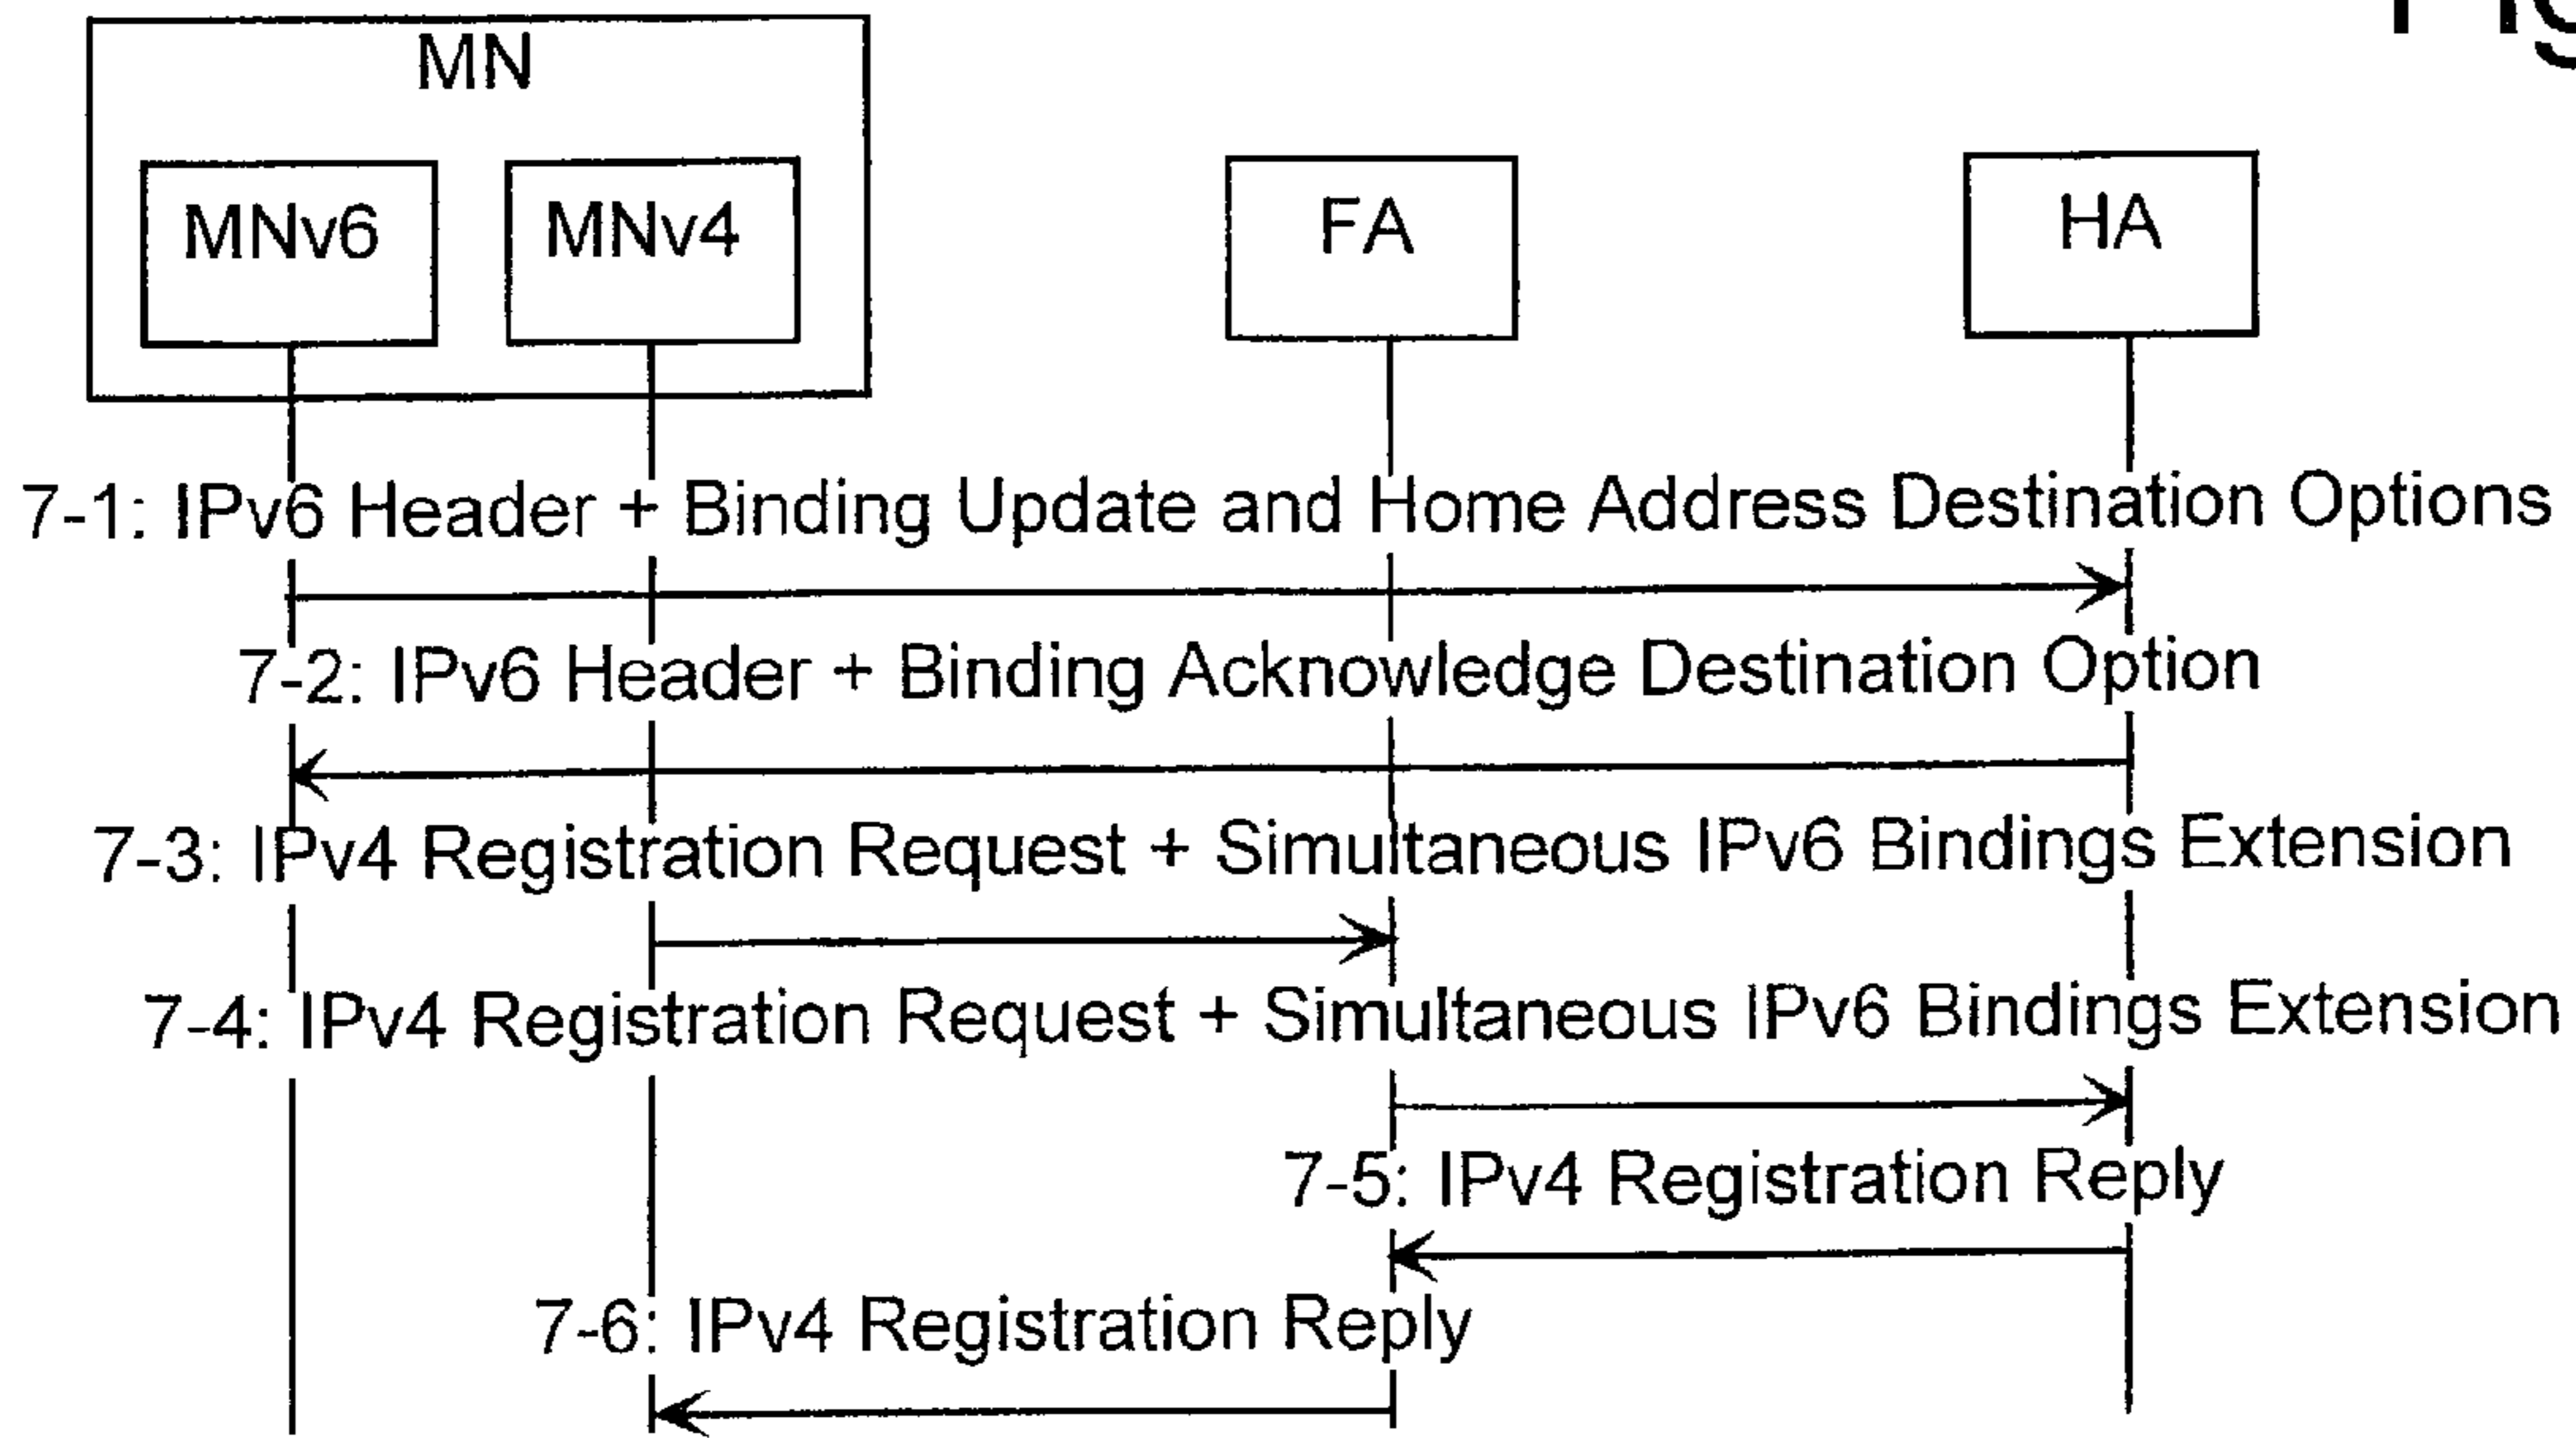 MN
MNv6
MNv4
FA
HA
7-1: IPv6 Header + Binding Update and Home Address Destination Options
7-2: IPv6 Header + Binding Acknowledge Destination Option
7-3: IPv4 Registration Request + Simultaneous IPv6 Bindings Extension
7-4: IPv4 Registration Request + Simultaneous IPv6 Bindings Extension
7-5: IPv4 Registration Reply
7-6: IPv4 Registration Reply